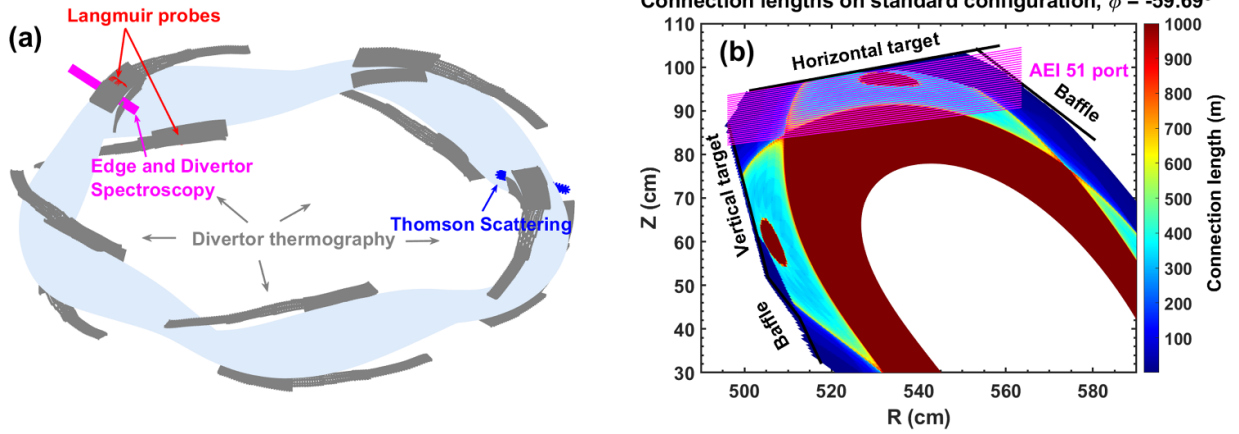 (a)
Langmuir probes
Edge and Divertor
Spectroscopy
Divertor thermography
Thomson Scattering
Connection lengths on standard configuration, ϕ = -59.69°
(b)
Horizontal target
AEI 51 port
Baffle
Vertical target
Baffle
110
100
90
80
70
60
50
40
30
Z (cm)
500
520
540
560
580
R (cm)
1000
900
800
700
600
500
400
300
200
100
Connection length (m)